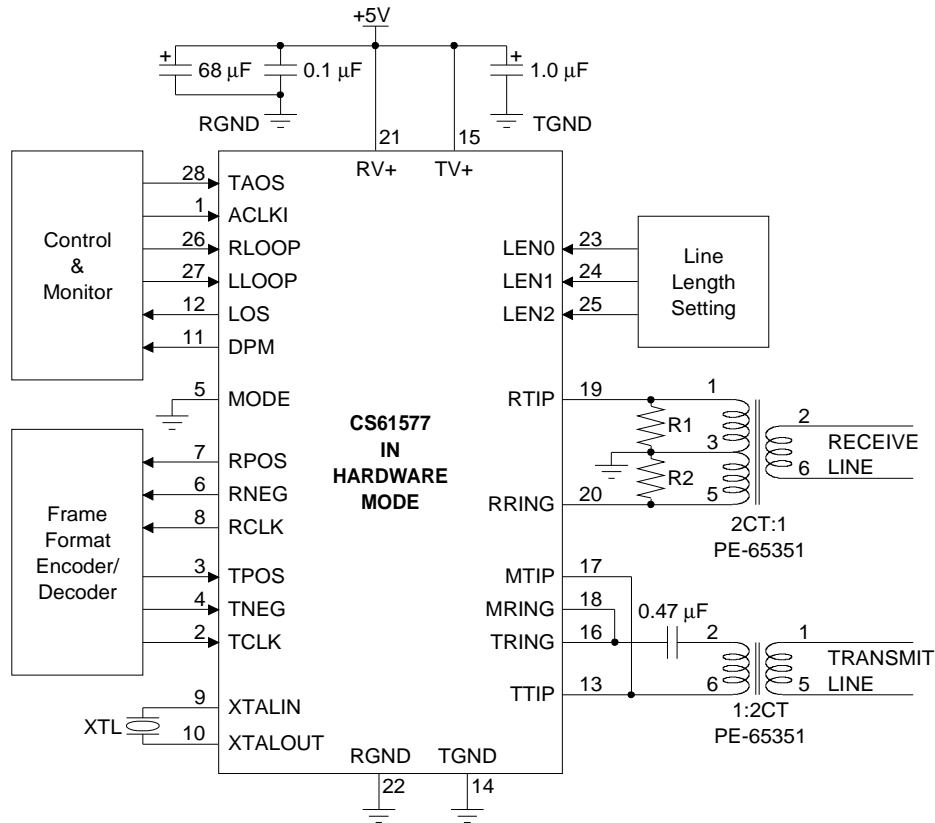 +5V
+
68 µF
0.1 µF
+
1.0 µF
RGND
TGND
21
15
RV+
TV+
Control
&
Monitor
28
TAOS
1
ACLKI
26
RLOOP
27
LLOOP
12
LOS
11
DPM
5
MODE
Frame
Format
Encoder/
Decoder
7
RPOS
6
RNEG
8
RCLK
3
TPOS
4
TNEG
2
TCLK
XTL
9
XTALIN
10
XTALOUT
CS61577
IN
HARDWARE
MODE
LEN0
23
LEN1
24
LEN2
25
Line
Length
Setting
RTIP
19
R1
R2
RRING
20
1
3
5
2
6
RECEIVE
LINE
2CT:1
PE-65351
MTIP
17
MRING
18
TRING
16
0.47 µF
TTIP
13
2
6
1
5
TRANSMIT
LINE
1:2CT
PE-65351
RGND
TGND
22
14